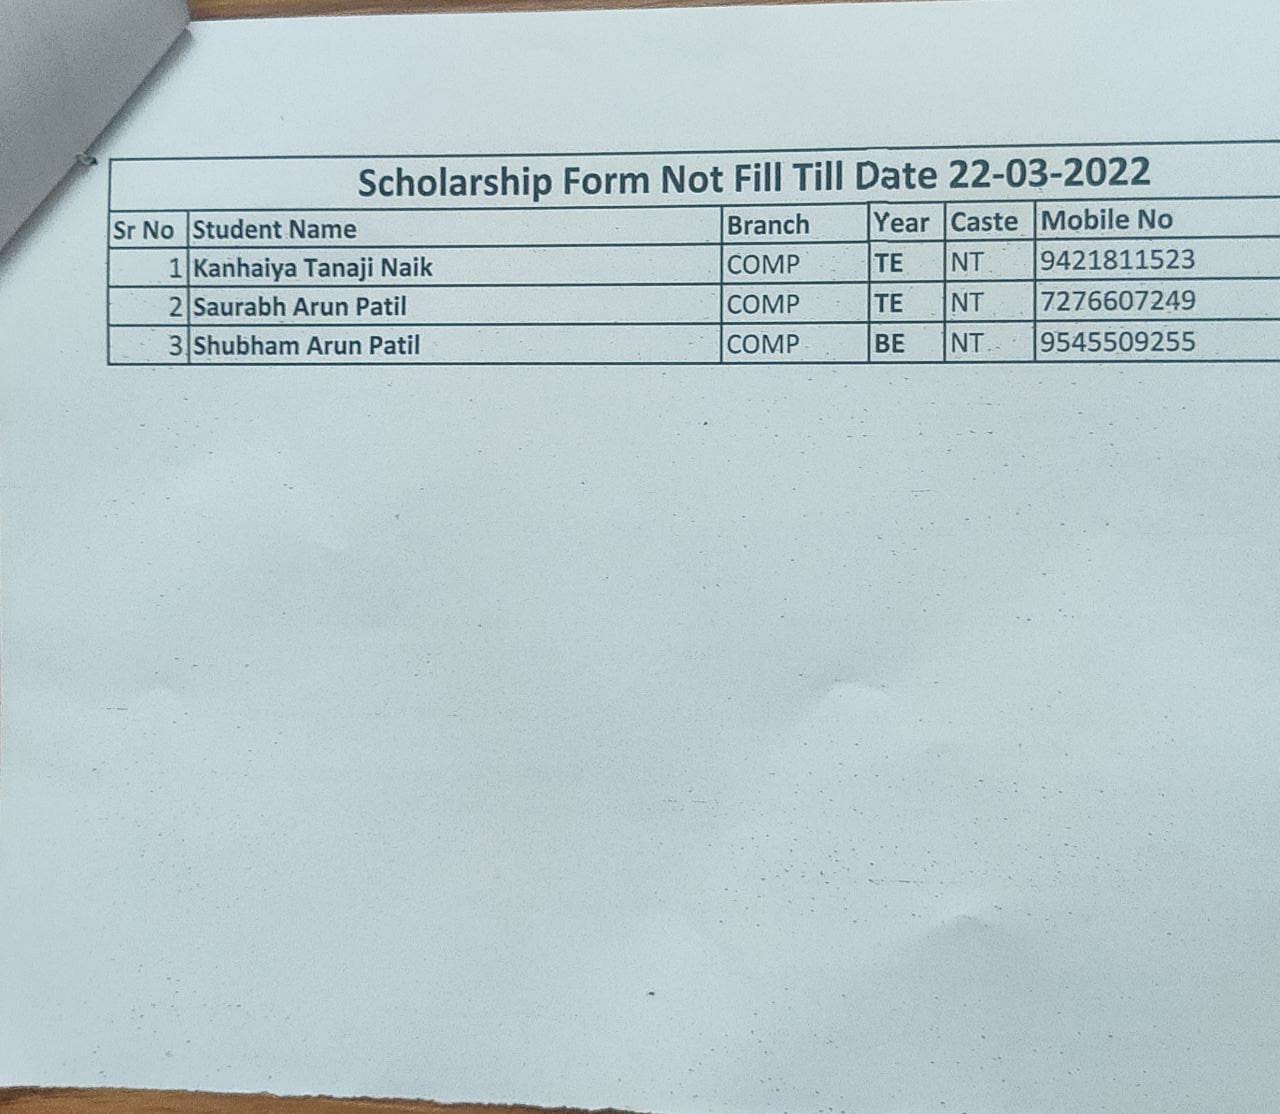 Scholarship Form Not Fill Till Date 22-03-2022
Sr No Student Name Branch Year Caste Mobile No
1 Kanhaiya Tanaji Naik COMP TE NT 9421811523
2 Saurabh Arun Patil COMP TE NT 7276607249
3 Shubham Arun Patil COMP BE NT 9545509255